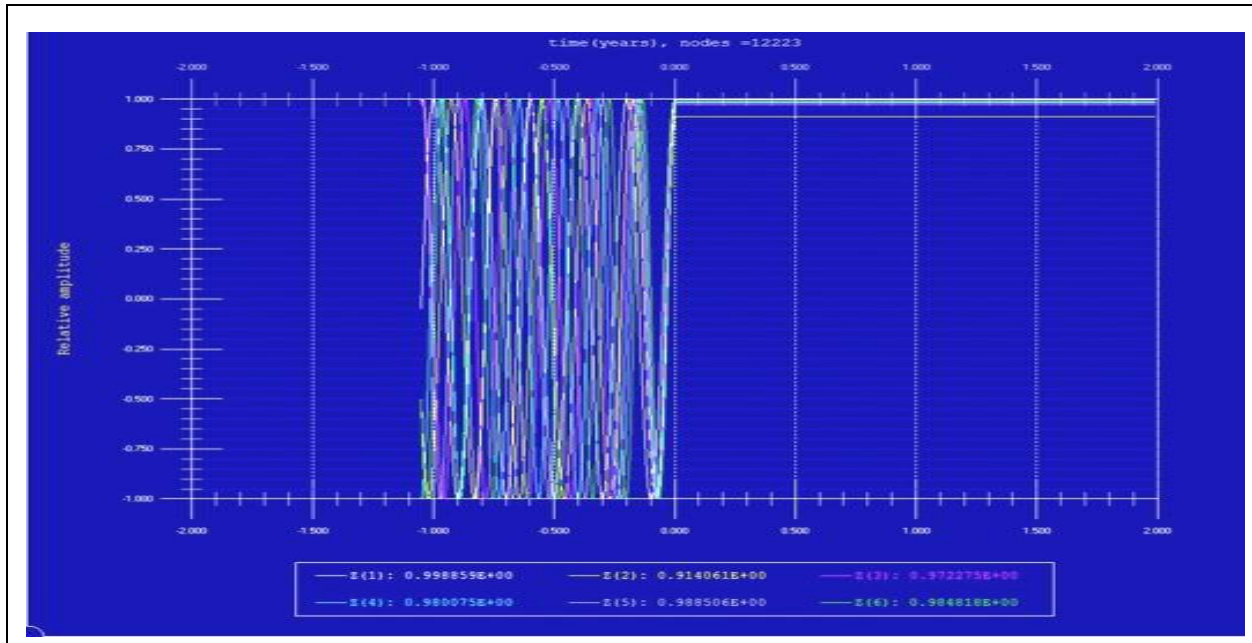 time(years), nodes =12223
-2.000 -1.500 -1.000 -0.500 0.000 0.500 1.000 1.500 2.000
1.000
0.750
0.500
0.250
0.000
-0.250
-0.500
-0.750
-1.000
Relative amplitude
-2.000 -1.500 -1.000 -0.500 0.000 0.500 1.000 1.500 2.000
Z(1): 0.998859E+00 Z(2): 0.914061E+00 Z(3): 0.972275E+00
Z(4): 0.980075E+00 Z(5): 0.988506E+00 Z(6): 0.984818E+00